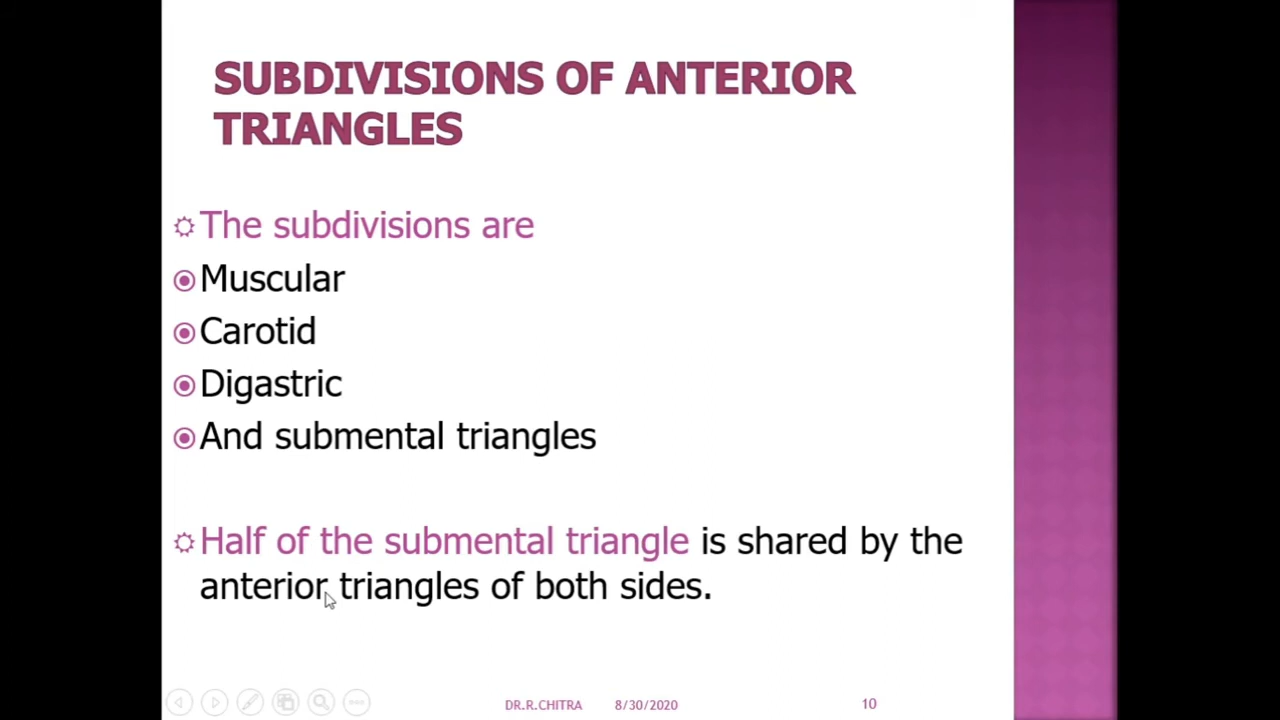 SUBDIVISIONS OF ANTERIOR
TRIANGLES
The subdivisions are
Muscular
Carotid
Digastric
And submental triangles
Half of the submental triangle is shared by the
anterior triangles of both sides.
DR.R.CHITRA 8/30/2020 10